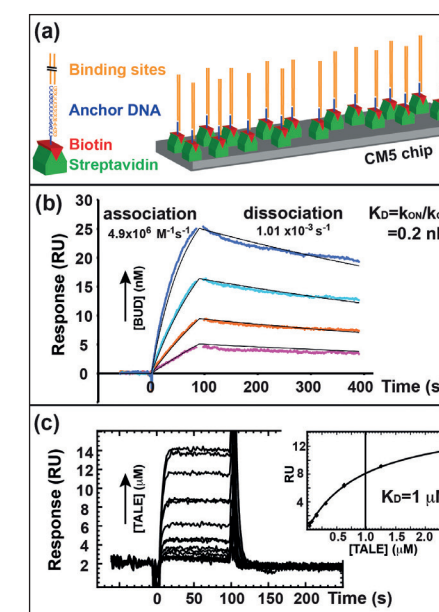 (a)
Binding sites
Anchor DNA
Biotin
Streptavidin
CM5 chip
(b)
30
25
20
15
10
5
0
Response (RU)
association
4.9x10⁶ M⁻¹s⁻¹
dissociation
1.01 x10⁻³ s⁻¹
[BUD] (nM)
0 100 200 300 400
Time (s
(c)
14
12
10
8
6
4
2
Response (RU)
[TALE] (μM)
0 50 100 150 200
Time (s)
12
8
4
RU
0.5 1.0 1.5 2.0
[TALE] (μM)